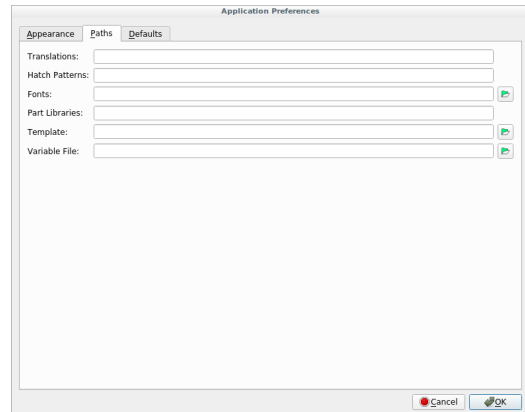 Application Preferences
Appearance Paths Defaults
Translations:
Hatch Patterns:
Fonts:
Part Libraries:
Template:
Variable File:
Cancel OK